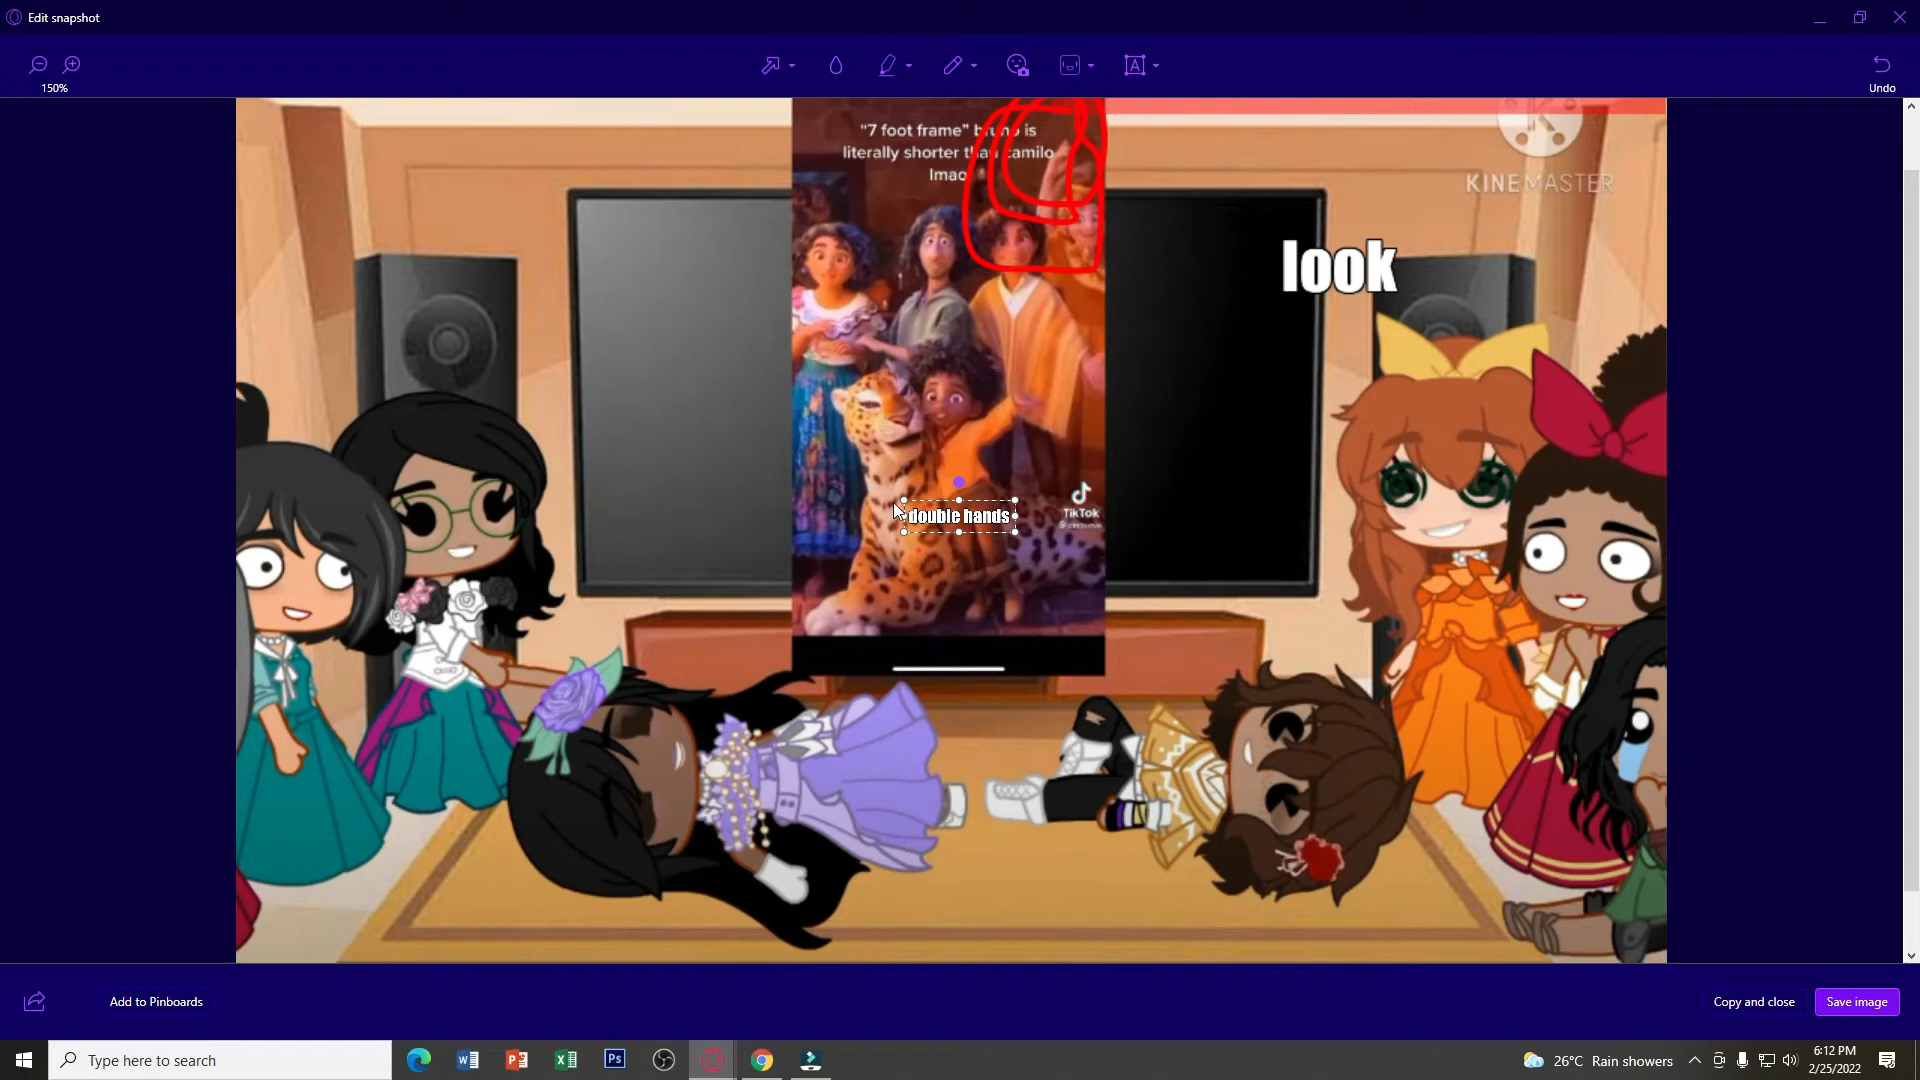 Edit snapshot
150%
Undo
“7 foot frame” bruno is
literally shorter than camilo
lmao
KINEMASTER
look
double hands
TikTok
Add to Pinboards
Copy and close
Save image
Type here to search
26°C Rain showers
6:12 PM
2/25/2022